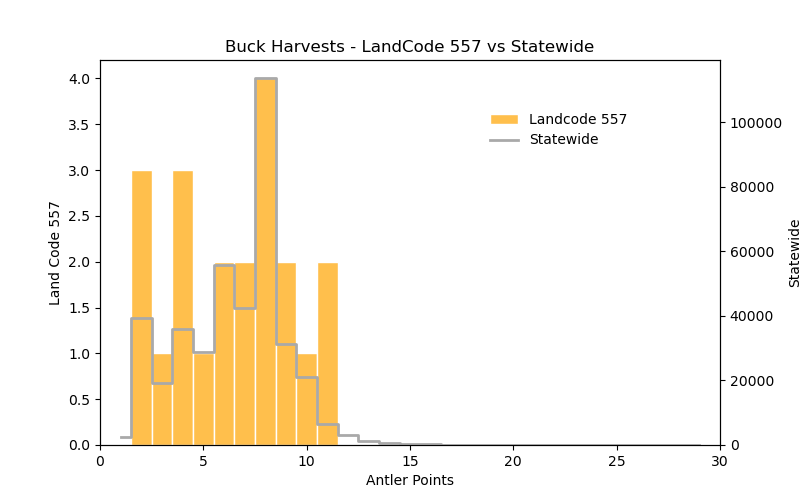 Buck Harvests - LandCode 557 vs Statewide
Landcode 557
Statewide
Land Code 557
4.0
3.5
3.0
2.5
2.0
1.5
1.0
0.5
0.0
100000
80000
60000
40000
20000
0
Statewide
0 5 10 15 20 25 30
Antler Points